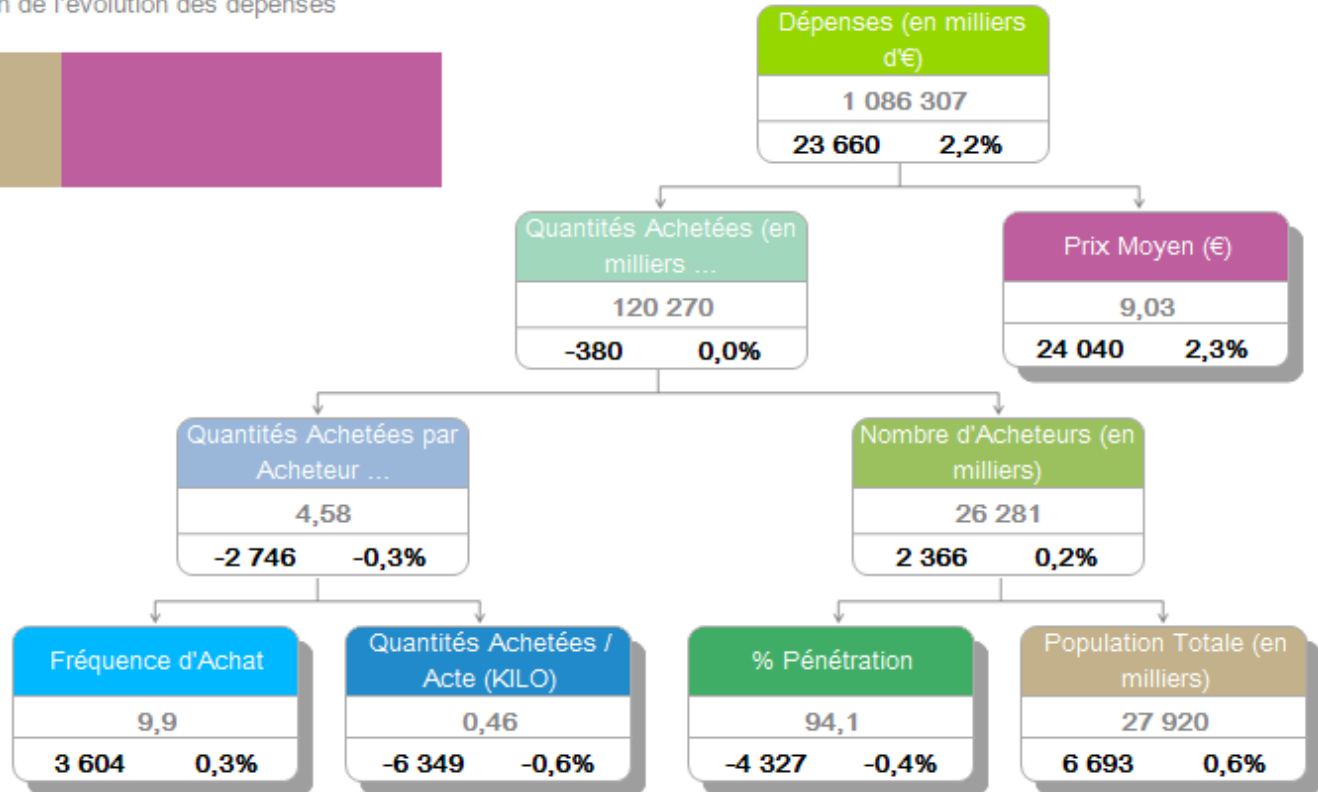 de l'évolution des dépenses
Dépenses (en milliers
d'€)
1 086 307
23 660 2,2%
Quantités Achetées (en
milliers ...
120 270
-380 0,0%
Prix Moyen (€)
9,03
24 040 2,3%
Quantités Achetées par
Acheteur ...
4,58
-2 746 -0,3%
Nombre d'Acheteurs (en
milliers)
26 281
2 366 0,2%
Fréquence d'Achat
9,9
3 604 0,3%
Quantités Achetées /
Acte (KILO)
0,46
-6 349 -0,6%
% Pénétration
94,1
-4 327 -0,4%
Population Totale (en
milliers)
27 920
6 693 0,6%